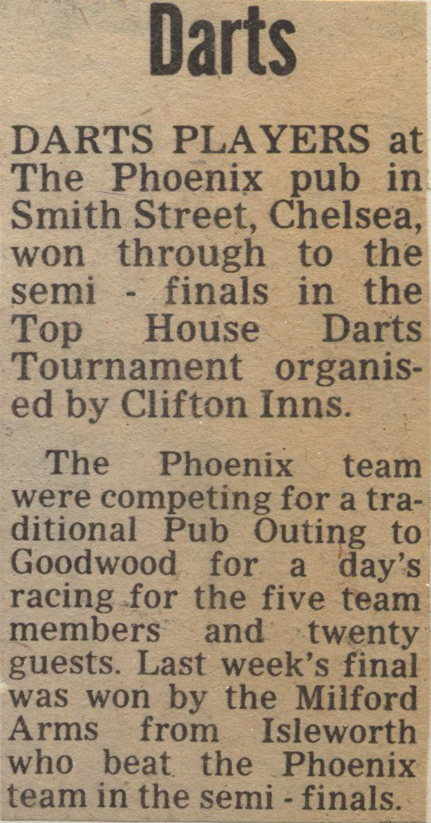 Darts
DARTS PLAYERS at
The Phoenix pub in
Smith Street, Chelsea,
won through to the
semi - finals in the
Top House Darts
Tournament organis-
ed by Clifton Inns.
The Phoenix team
were competing for a tra-
ditional Pub Outing to
Goodwood for a day's
racing for the five team
members and twenty
guests. Last week's final
was won by the Milford
Arms from Isleworth
who beat the Phoenix
team in the semi - finals.